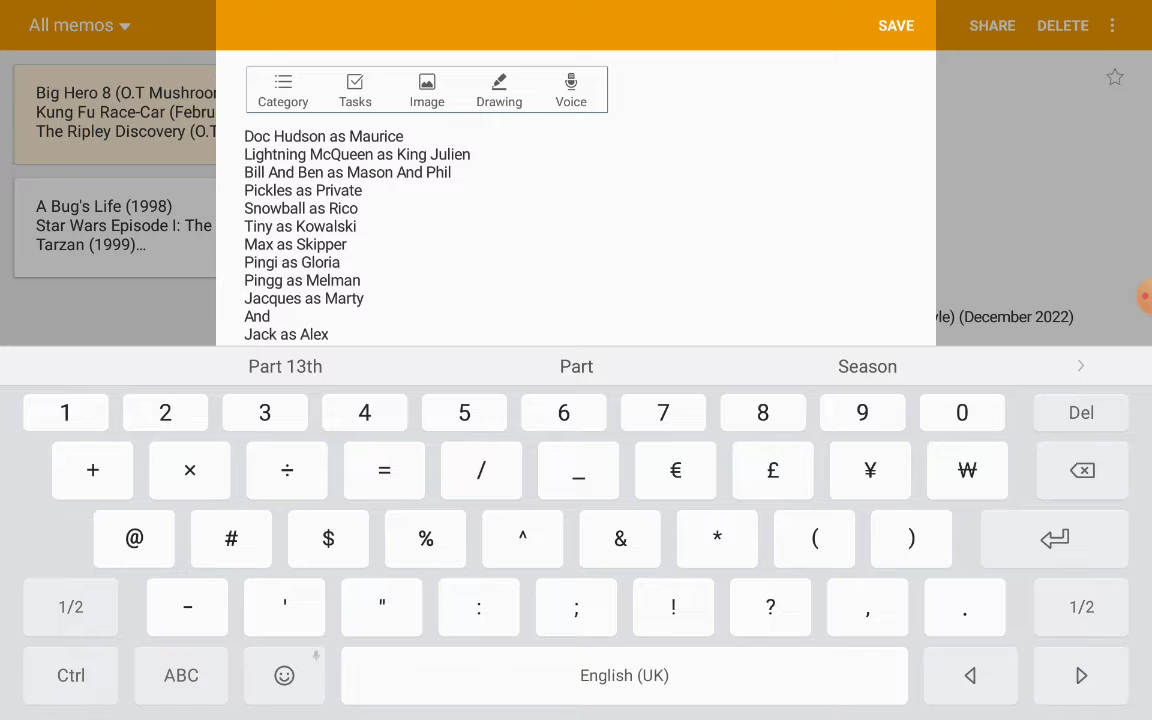 All memos
SAVE
SHARE
DELETE
Big Hero 8 (O.T Mushroo
Kung Fu Race-Car (Febru
The Ripley Discovery (O.T
A Bug's Life (1998)
Star Wars Episode I: The
Tarzan (1999)...
Category Tasks Image Drawing Voice
Doc Hudson as Maurice
Lightning McQueen as King Julien
Bill And Ben as Mason And Phil
Pickles as Private
Snowball as Rico
Tiny as Kowalski
Max as Skipper
Pingi as Gloria
Pingg as Melman
Jacques as Marty
And
Jack as Alex
yle) (December 2022)
Part 13th Part Season
1 2 3 4 5 6 7 8 9 0 Del
+ × ÷ = / _ € £ ¥ ₩
@ # $ % ^ & * ( )
1/2 - ' " : ; ! ? , . 1/2
Ctrl ABC English (UK)